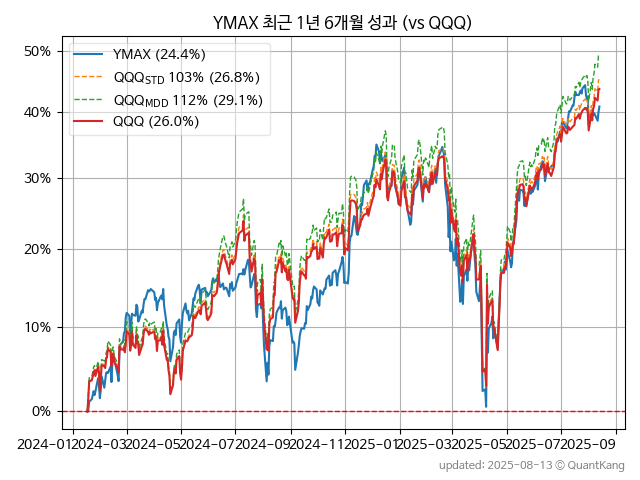 YMAX 최근 1년 6개월 성과 (vs QQQ)
YMAX (24.4%)
QQQSTD 103% (26.8%)
QQQMDD 112% (29.1%)
QQQ (26.0%)
50%
40%
30%
20%
10%
0%
2024-01 2024-03 2024-05 2024-07 2024-09 2024-11 2025-01 2025-03 2025-05 2025-07 2025-09
updated: 2025-08-13 © QuantKang